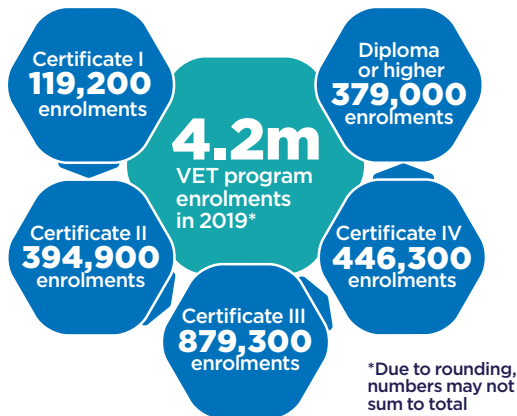 Certificate I
119,200
enrolments
Diploma
or higher
379,000
enrolments
4.2m
VET program
enrolments
in 2019*
Certificate II
394,900
enrolments
Certificate IV
446,300
enrolments
Certificate III
879,300
enrolments
*Due to rounding,
numbers may not
sum to total